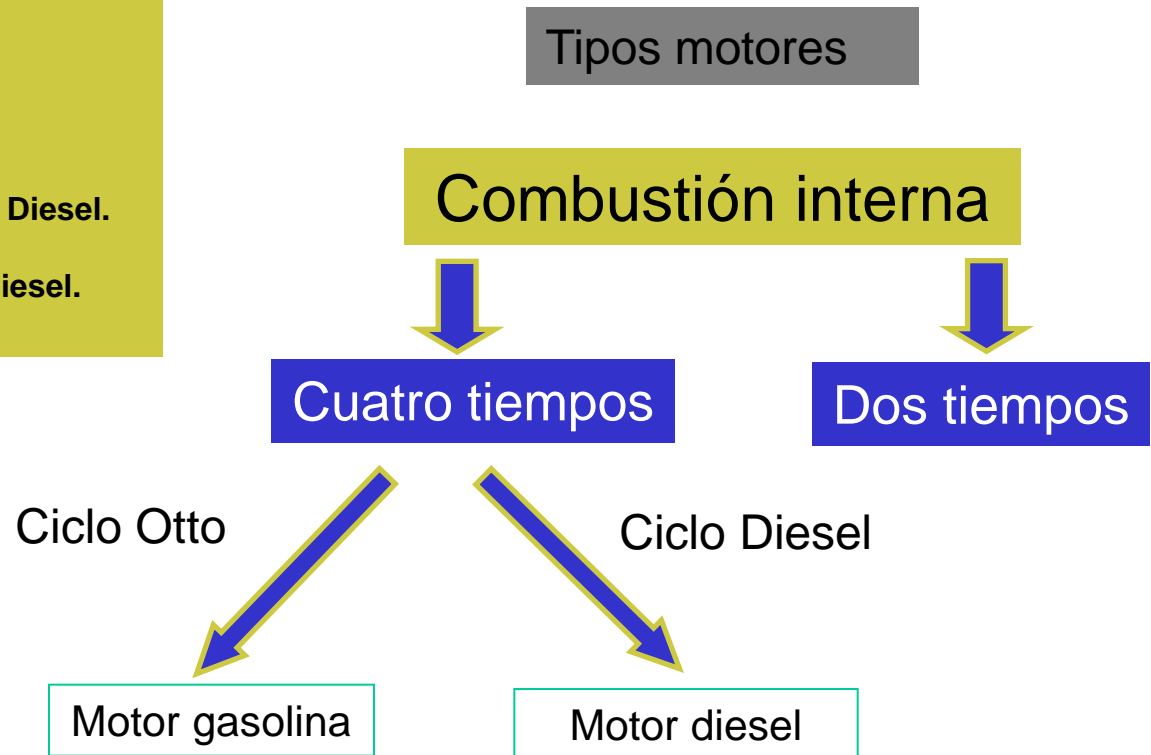 Tipos motores
Combustión interna
Diesel.
iesel.
Cuatro tiempos
Dos tiempos
Ciclo Otto
Ciclo Diesel
Motor gasolina
Motor diesel